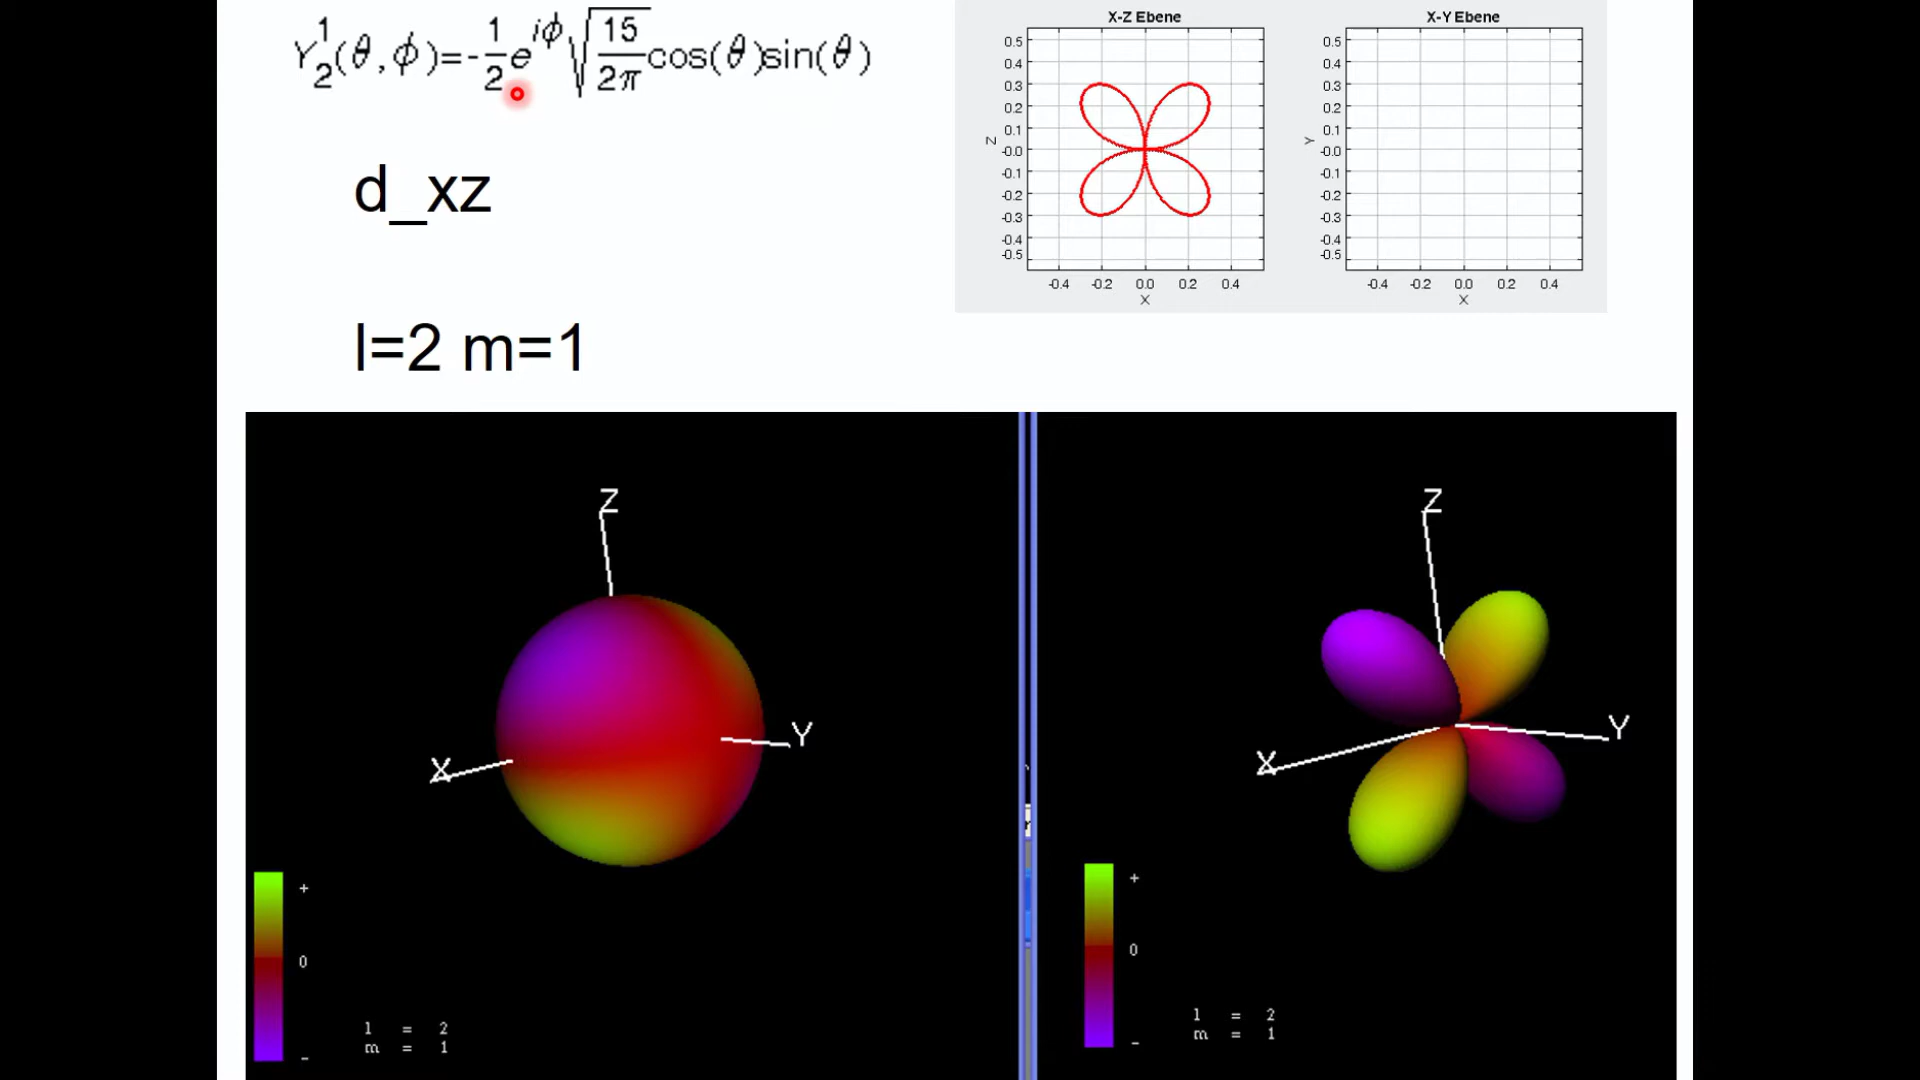 Y₂¹(θ,ϕ)=-1/2 e^iϕ √(15/2π) cos(θ)sin(θ)
d_xz
l=2 m=1
X-Z Ebene
0.5
0.4
0.3
0.2
0.1
-0.0
-0.1
-0.2
-0.3
-0.4
-0.5
Z
-0.4 -0.2 0.0 0.2 0.4
X
X-Y Ebene
0.5
0.4
0.3
0.2
0.1
-0.0
-0.1
-0.2
-0.3
-0.4
-0.5
Y
-0.4 -0.2 0.0 0.2 0.4
X
Z
X
Y
+
0
-
l = 2
m = 1
Z
X
Y
+
0
-
l = 2
m = 1